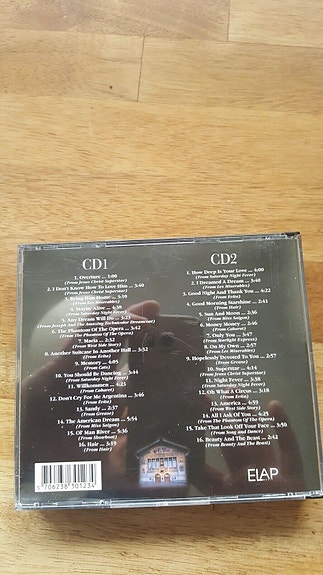 CD1
1. Overture ... 1:00
(From Jesus Christ Superstar)
2. I Don't Know How To Love Him ... 3:40
(From Jesus Christ Superstar)
3. Bring Him Home ... 3:10
(From Les Miserables)
4. Stayin' Alive ... 4:36
(From Saturday Night Fever)
5. Any Dream Will Do ... 3:23
(From Joseph And The Amazing Technicolor Dreamcoat)
6. The Phantom Of The Opera ... 3:42
(From The Phantom Of The Opera)
7. Maria ... 2:32
(From West Side Story)
8. Another Suitcase In Another Hall ... 3:32
(From Evita)
9. Memory ... 4:05
(From Cats)
10. You Should Be Dancing ... 3:44
(From Saturday Night Fever)
11. Willkommen ... 4:21
(From Cabaret)
12. Don't Cry For Me Argentina ... 4:46
(From Evita)
13. Sandy ... 2:37
(From Grease)
14. The American Dream ... 5:54
(From Miss Saigon)
15. Ol' Man River ... 5:36
(From Showboat)
16. Hair ... 3:19
(From Hair)
CD2
1. How Deep Is Your Love ... 4:00
(From Saturday Night Fever)
2. I Dreamed A Dream ... 3:40
(From Les Miserables)
3. Good Night And Thank You ... 4:22
(From Evita)
4. Good Morning Starshine ... 2:41
(From Hair)
5. Sun And Moon ... 2:36
(From Miss Saigon)
6. Money Money ... 2:46
(From Cabaret)
7. Only You ... 3:47
(From Starlight Express)
8. On My Own ... 2:57
(From Les Miserables)
9. Hopelessly Devoted To You ... 2:59
(From Grease)
10. Superstar ... 4:14
(From Jesus Christ Superstar)
11. Night Fever ... 3:38
(From Saturday Night Fever)
12. Oh What A Circus ...
(From Evita)
13. America ... 4:59
(From West Side Story)
14. All I Ask Of You ... 4:23
(From The Phantom Of The Opera)
15. Take That Look Off Your Face ... 3:30
(From Song and Dance)
16. Beauty And The Beast ... 2:42
(From Beauty And The Beast)
5 706238 301234
ELAP